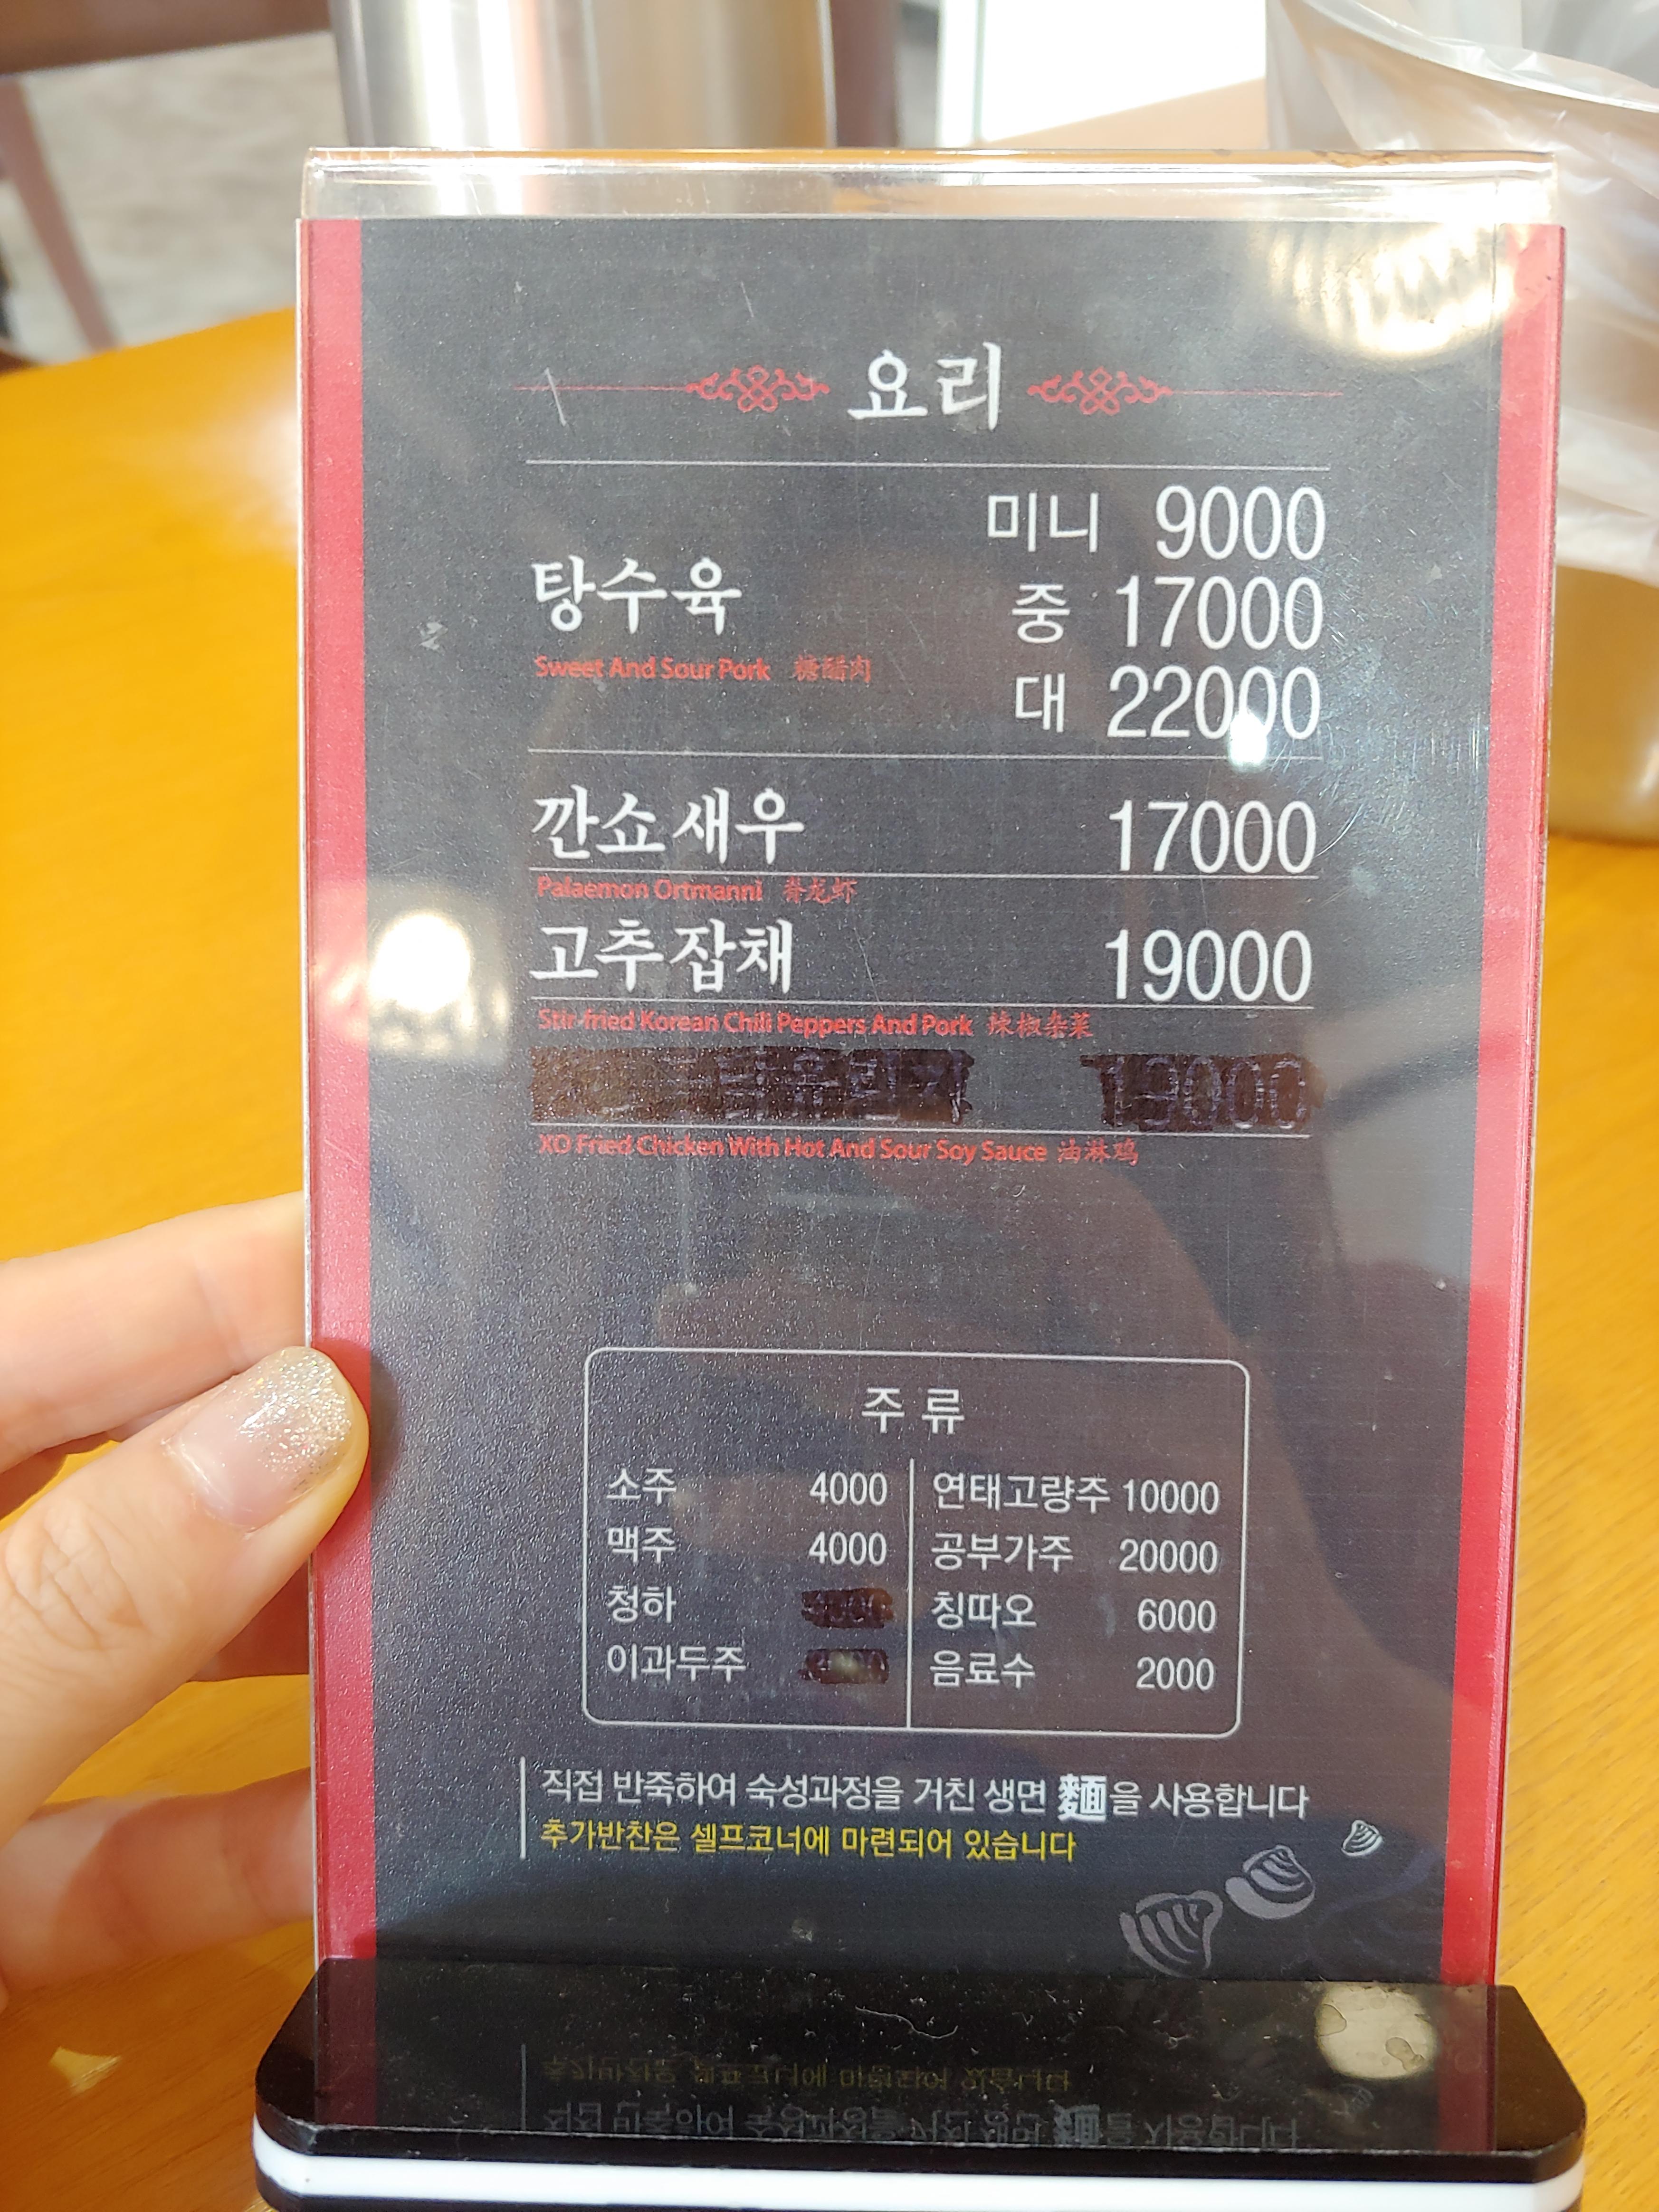 요리
미니 9000
탕수육 중 17000
Sweet And Sour Pork 糖醋肉
대 22000
깐쇼새우 17000
Palaemon Ortmanni 龙虾
고추잡채 19000
Stir-fried Korean Chili Peppers And Pork 辣椒杂菜
19000
XO Fried Chicken With Hot And Sour Soy Sauce 油淋鸡
주류
소주 4000
맥주 4000
청하
이과두주
연태고량주 10000
공부가주 20000
칭따오 6000
음료수 2000
직접 반죽하여 숙성과정을 거친 생면 麵을 사용합니다
추가반찬은 셀프코너에 마련되어 있습니다